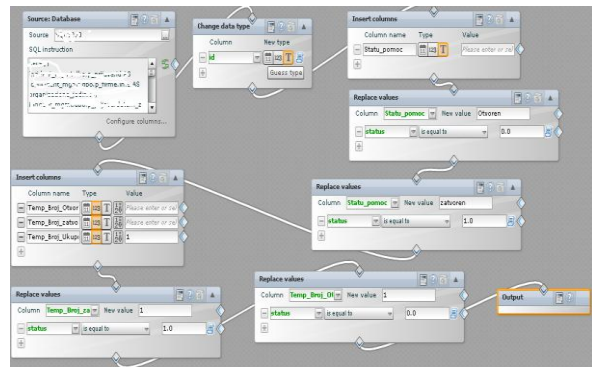 Source: Database
Source
SQL instruction
Configure columns...
Change data type
Column New type
id
Guess type
Insert columns
Column name Type Value
Statu_pomoc Please enter or sel
Replace values
Column Statu_pomoc New value Otvoren
status is equal to 0.0
Insert columns
Column name Type Value
Temp_Broj_Otvor Please enter or sel
Temp_Broj_zatvo Please enter or sel
Temp_Broj_Ukup 1
Replace values
Column Statu_pomoc New value zatvoren
status is equal to 1.0
Replace values
Column Temp_Broj_za New value 1
status is equal to 1.0
Replace values
Column Temp_Broj_Ot New value 1
status is equal to 0.0
Output